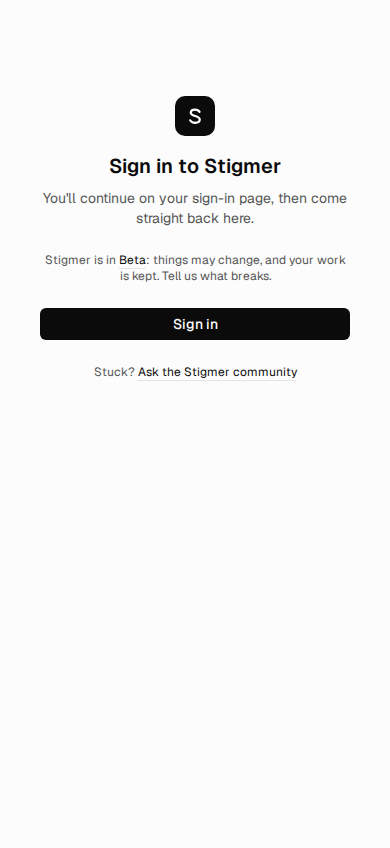 S
Sign in to Stigmer
You'll continue on your sign-in page, then come
straight back here.
Stigmer is in Beta: things may change, and your work
is kept. Tell us what breaks.
Sign in
Stuck? Ask the Stigmer community